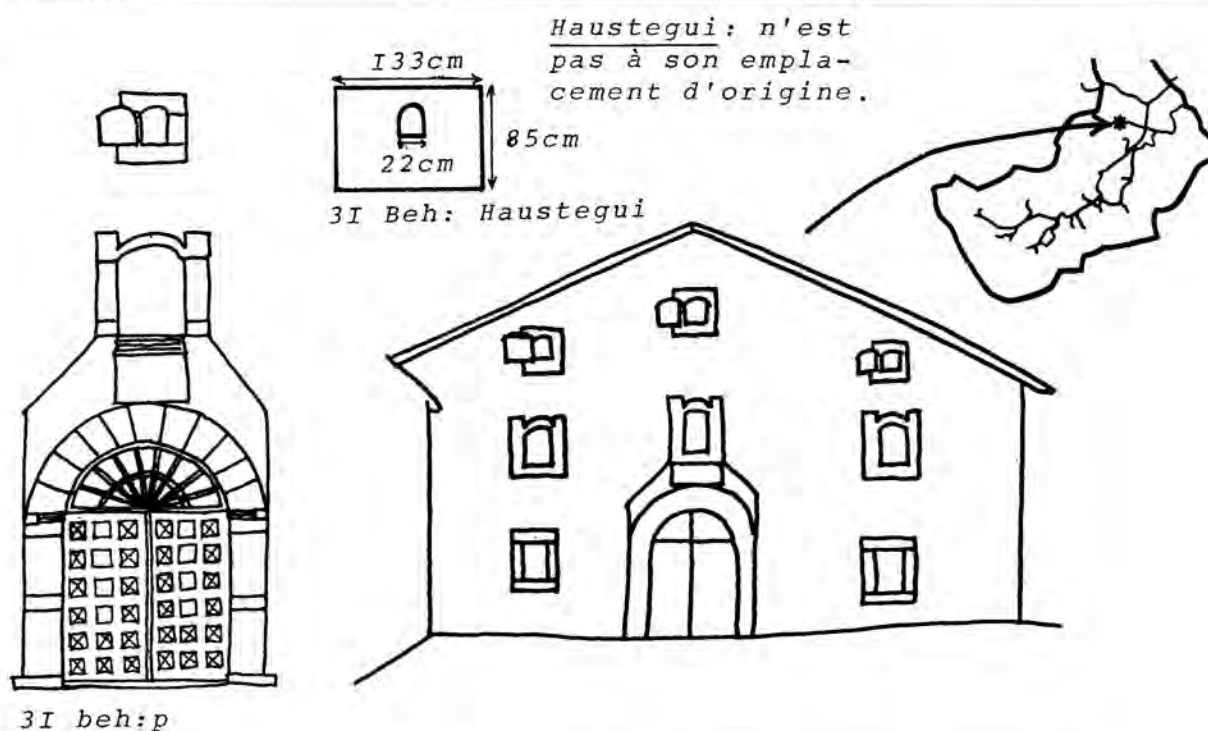 Haustegui: n'est
pas à son empla-
cement d'origine.
I33cm
85cm
22cm
3I Beh: Haustegui
3I beh:p